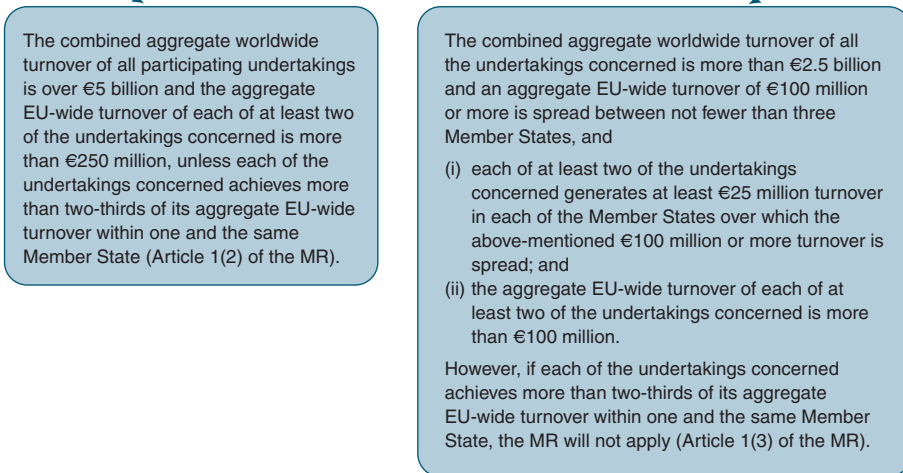 The combined aggregate worldwide
turnover of all participating undertakings
is over €5 billion and the aggregate
EU-wide turnover of each of at least two
of the undertakings concerned is more
than €250 million, unless each of the
undertakings concerned achieves more
than two-thirds of its aggregate EU-wide
turnover within one and the same
Member State (Article 1(2) of the MR).
The combined aggregate worldwide turnover of all
the undertakings concerned is more than €2.5 billion
and an aggregate EU-wide turnover of €100 million
or more is spread between not fewer than three
Member States, and
(i) each of at least two of the undertakings
concerned generates at least €25 million turnover
in each of the Member States over which the
above-mentioned €100 million or more turnover is
spread; and
(ii) the aggregate EU-wide turnover of each of at
least two of the undertakings concerned is more
than €100 million.
However, if each of the undertakings concerned
achieves more than two-thirds of its aggregate
EU-wide turnover within one and the same Member
State, the MR will not apply (Article 1(3) of the MR).